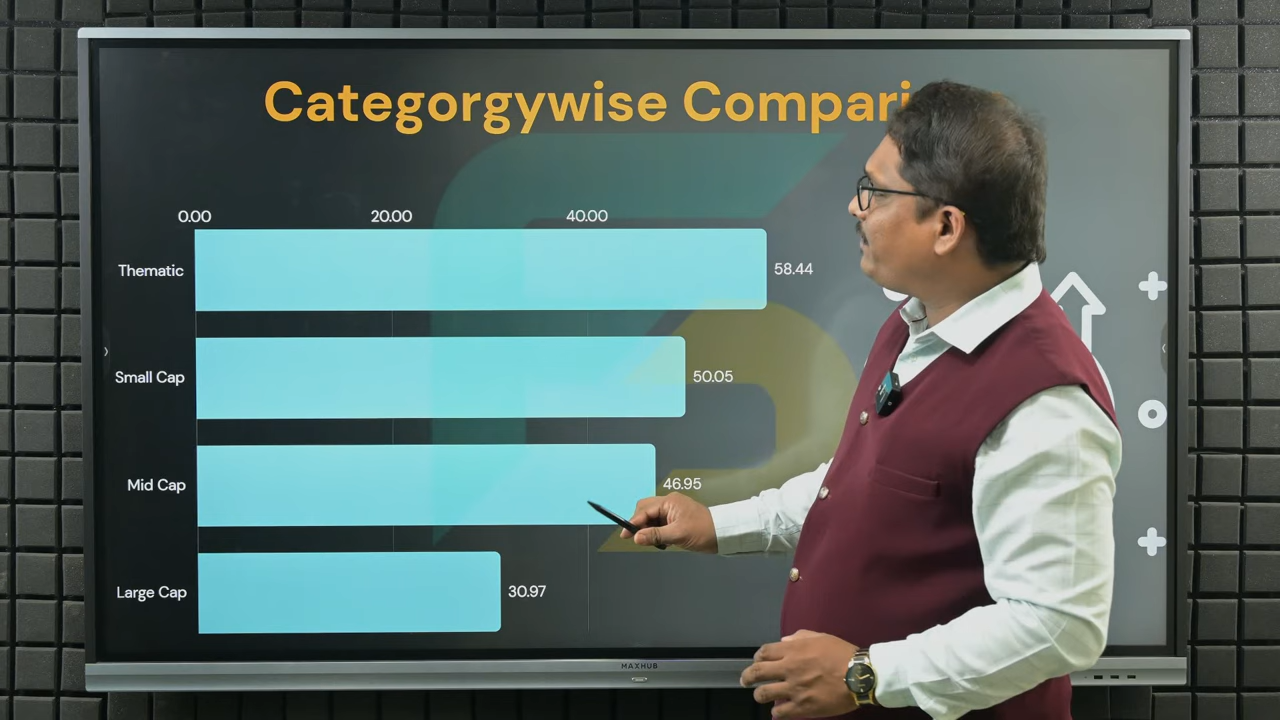 Categorgywise Compari
0.00 20.00 40.00
Thematic 58.44
Small Cap 50.05
Mid Cap 46.95
Large Cap 30.97
MAXHUB